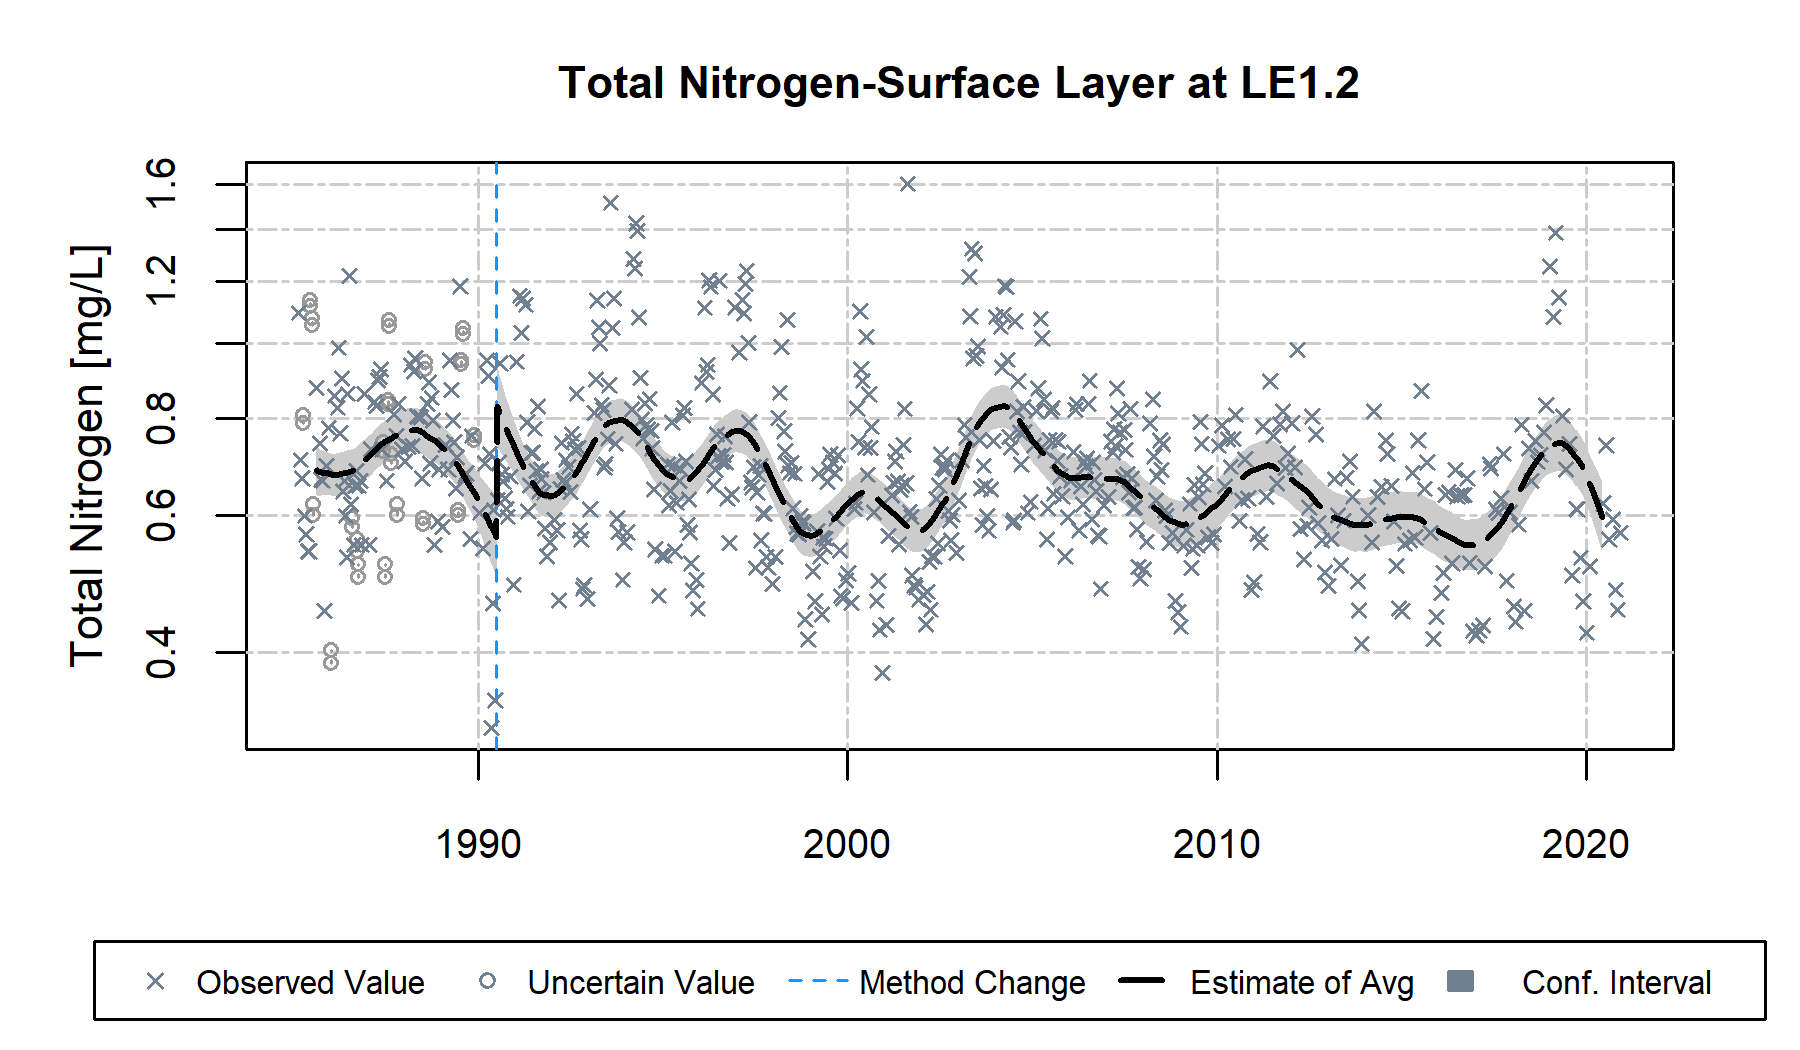 Total Nitrogen-Surface Layer at LE1.2
Total Nitrogen [mg/L]
1.6
1.2
0.8
0.6
0.4
1990 2000 2010 2020
Observed Value Uncertain Value Method Change Estimate of Avg Conf. Interval